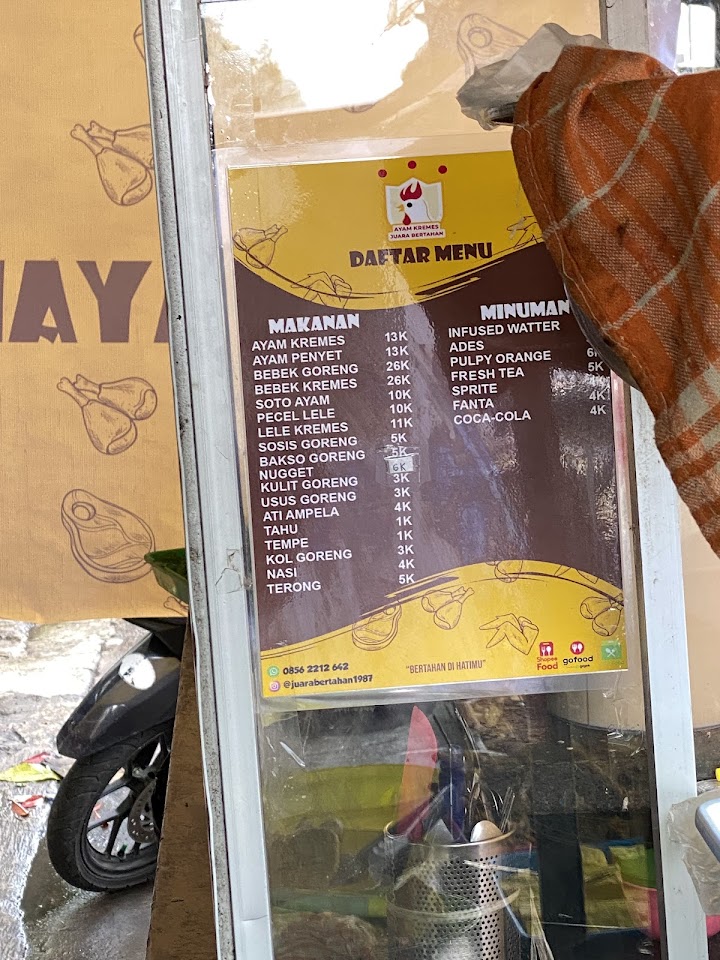 AYAM KREMES
JUARA BERTAHAN
DAFTAR MENU
MAKANAN
AYAM KREMES 13K
AYAM PENYET 13K
BEBEK GORENG 26K
BEBEK KREMES 26K
SOTO AYAM 10K
PECEL LELE 10K
LELE KREMES 11K
SOSIS GORENG 5K
BAKSO GORENG 5K
NUGGET 6K
KULIT GORENG 3K
USUS GORENG 3K
ATI AMPELA 4K
TAHU 1K
TEMPE 1K
KOL GORENG 3K
NASI 4K
TERONG 5K
MINUMAN
INFUSED WATTER
ADES
PULPY ORANGE 6K
FRESH TEA 5K
SPRITE 4K
FANTA 4K
COCA-COLA 4K
0856 2212 642
@juarabertahan1987
"BERTAHAN DI HATIMU"
Shopee
Food
gofood